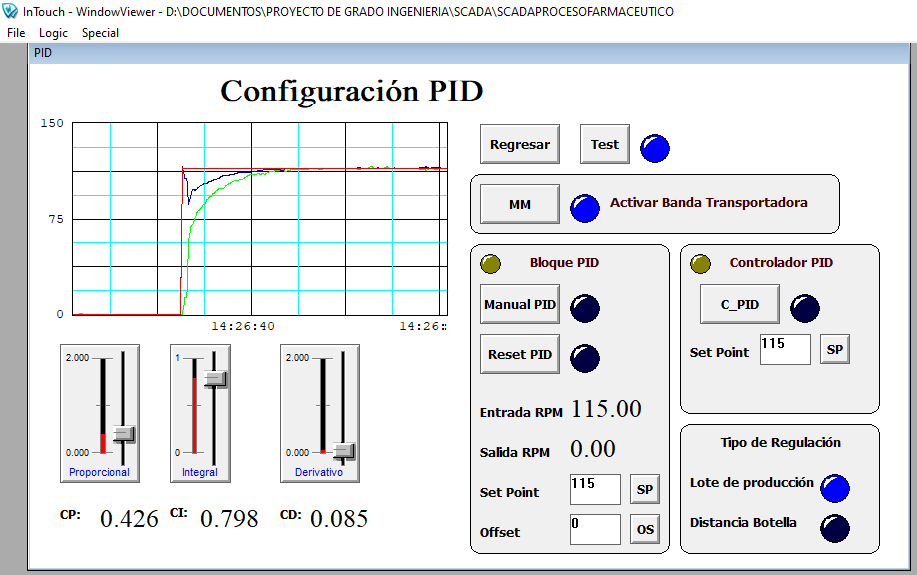 InTouch - WindowViewer - D:\DOCUMENTOS\PROYECTO DE GRADO INGENIERIA\SCADA\SCADAPROCESOFARMACEUTICO
File Logic Special
PID
Configuración PID
150
75
0
14:26:40
14:26:
Regresar
Test
MM
Activar Banda Transportadora
Bloque PID
Manual PID
Reset PID
Entrada RPM 115.00
Salida RPM 0.00
Set Point 115 SP
Offset 0 OS
Controlador PID
C_PID
Set Point 115 SP
Tipo de Regulación
Lote de producción
Distancia Botella
2.000
0.000
Proporcional
1
0
Integral
2.000
0.000
Derivativo
CP: 0.426 CI: 0.798 CD: 0.085